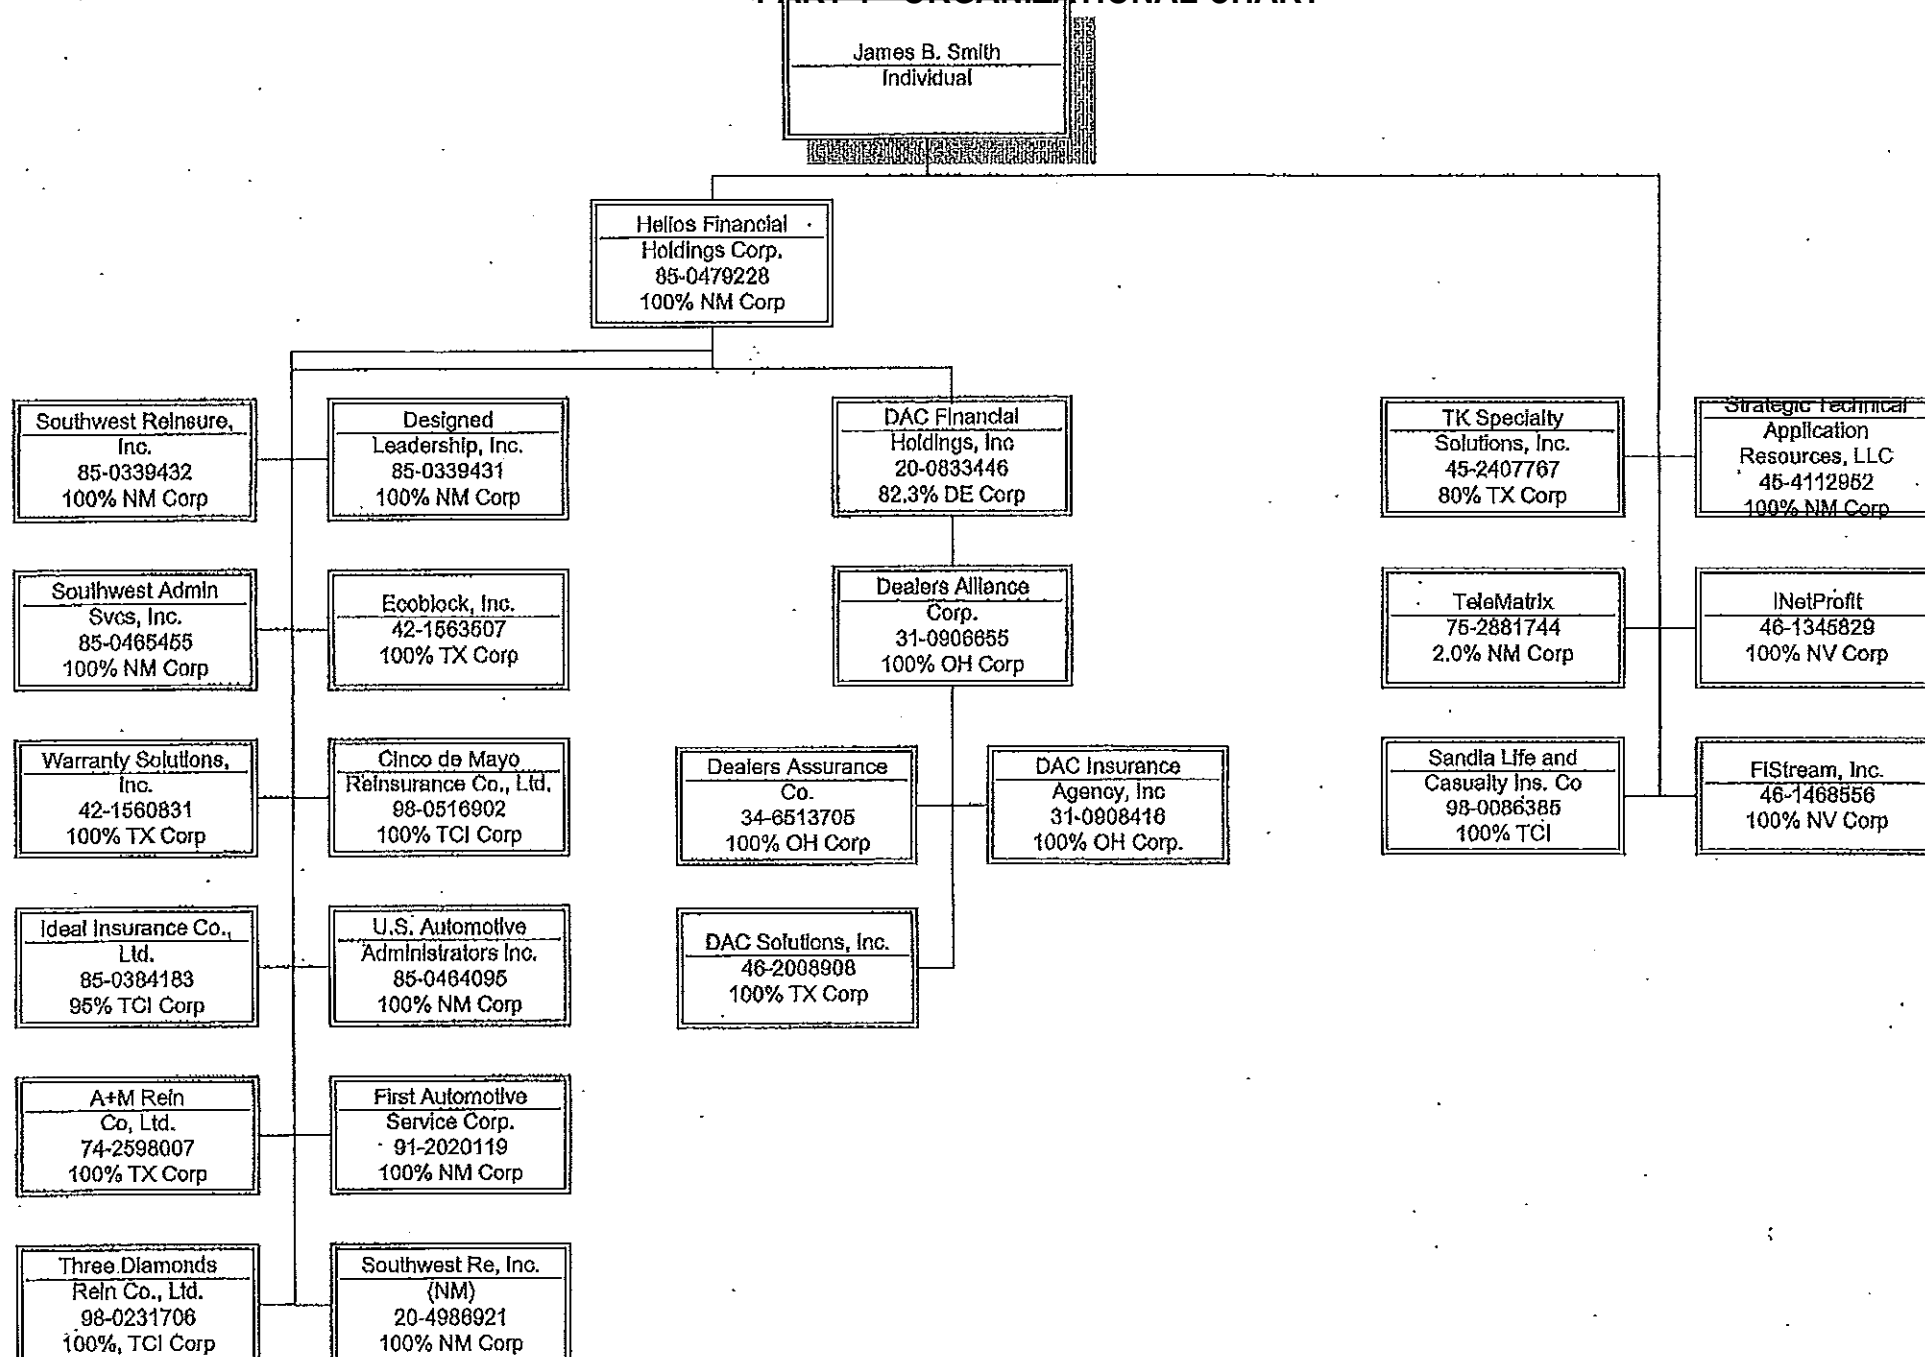 PART 1 - ORGANIZATIONAL CHART
James B. Smith
Individual
Helios Financial
Holdings Corp.
85-0479228
100% NM Corp
Southwest Reinsure,
Inc.
85-0339432
100% NM Corp
Designed
Leadership, Inc.
85-0339431
100% NM Corp
DAC Financial
Holdings, Inc
20-0833446
82.3% DE Corp
TK Specialty
Solutions, Inc.
45-2407767
80% TX Corp
Strategic Technical
Application
Resources, LLC
45-4112952
100% NM Corp
Southwest Admin
Svcs, Inc.
85-0465455
100% NM Corp
Ecoblock, Inc.
42-1563507
100% TX Corp
Dealers Alliance
Corp.
31-0906655
100% OH Corp
TeleMatrix
75-2881744
2.0% NM Corp
INetProfit
46-1345829
100% NV Corp
Warranty Solutions,
Inc.
42-1560831
100% TX Corp
Cinco de Mayo
Reinsurance Co., Ltd.
98-0516902
100% TCI Corp
Dealers Assurance
Co.
34-6513705
100% OH Corp
DAC Insurance
Agency, Inc
31-0908416
100% OH Corp.
Sandia Life and
Casualty Ins. Co
98-0086385
100% TCI
FIStream, Inc.
46-1468556
100% NV Corp
Ideal Insurance Co.,
Ltd.
85-0384183
95% TCI Corp
U.S. Automotive
Administrators Inc.
85-0464095
100% NM Corp
DAC Solutions, Inc.
46-2008908
100% TX Corp
A+M Rein
Co, Ltd.
74-2598007
100% TX Corp
First Automotive
Service Corp.
91-2020119
100% NM Corp
Three Diamonds
Rein Co., Ltd.
98-0231706
100%, TCI Corp
Southwest Re, Inc.
(NM)
20-4986921
100% NM Corp